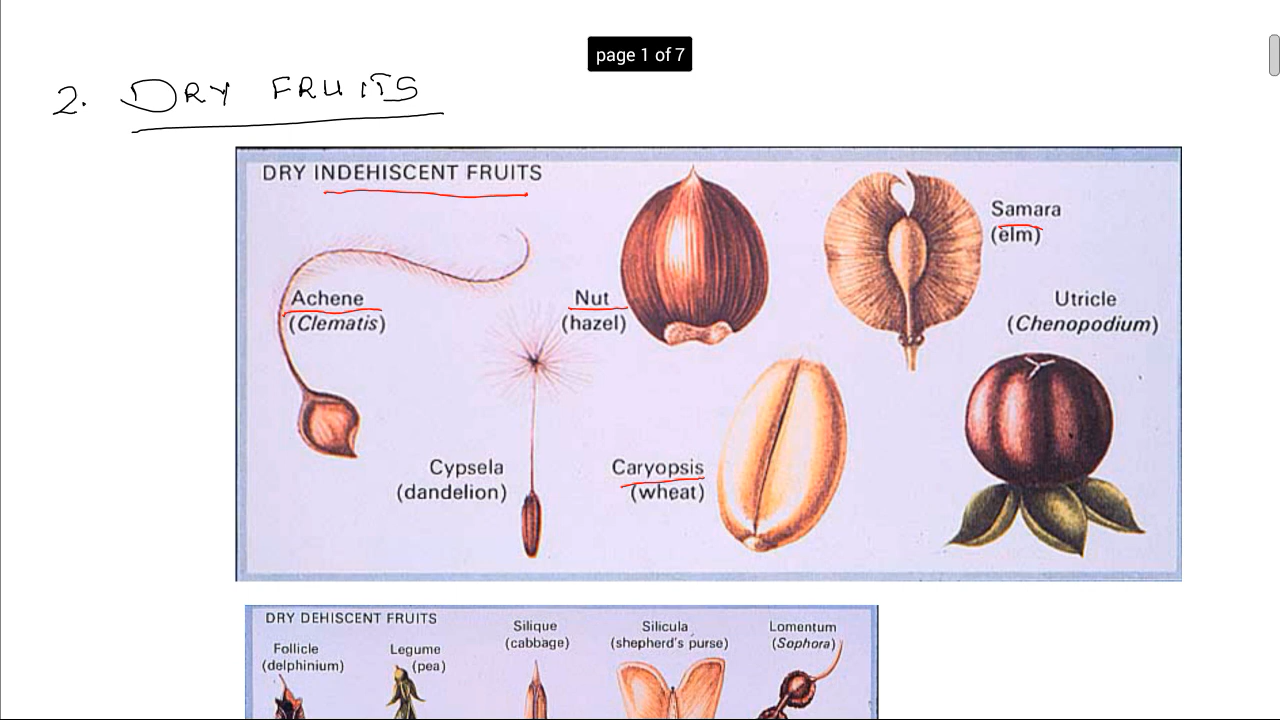 page 1 of 7
2. DRY FRUITS
DRY INDEHISCENT FRUITS
Samara
(elm)
Achene
(Clematis)
Nut
(hazel)
Utricle
(Chenopodium)
Cypsela
(dandelion)
Caryopsis
(wheat)
DRY DEHISCENT FRUITS
Follicle
(delphinium)
Legume
(pea)
Silique
(cabbage)
Silicula
(shepherd's purse)
Lomentum
(Sophora)